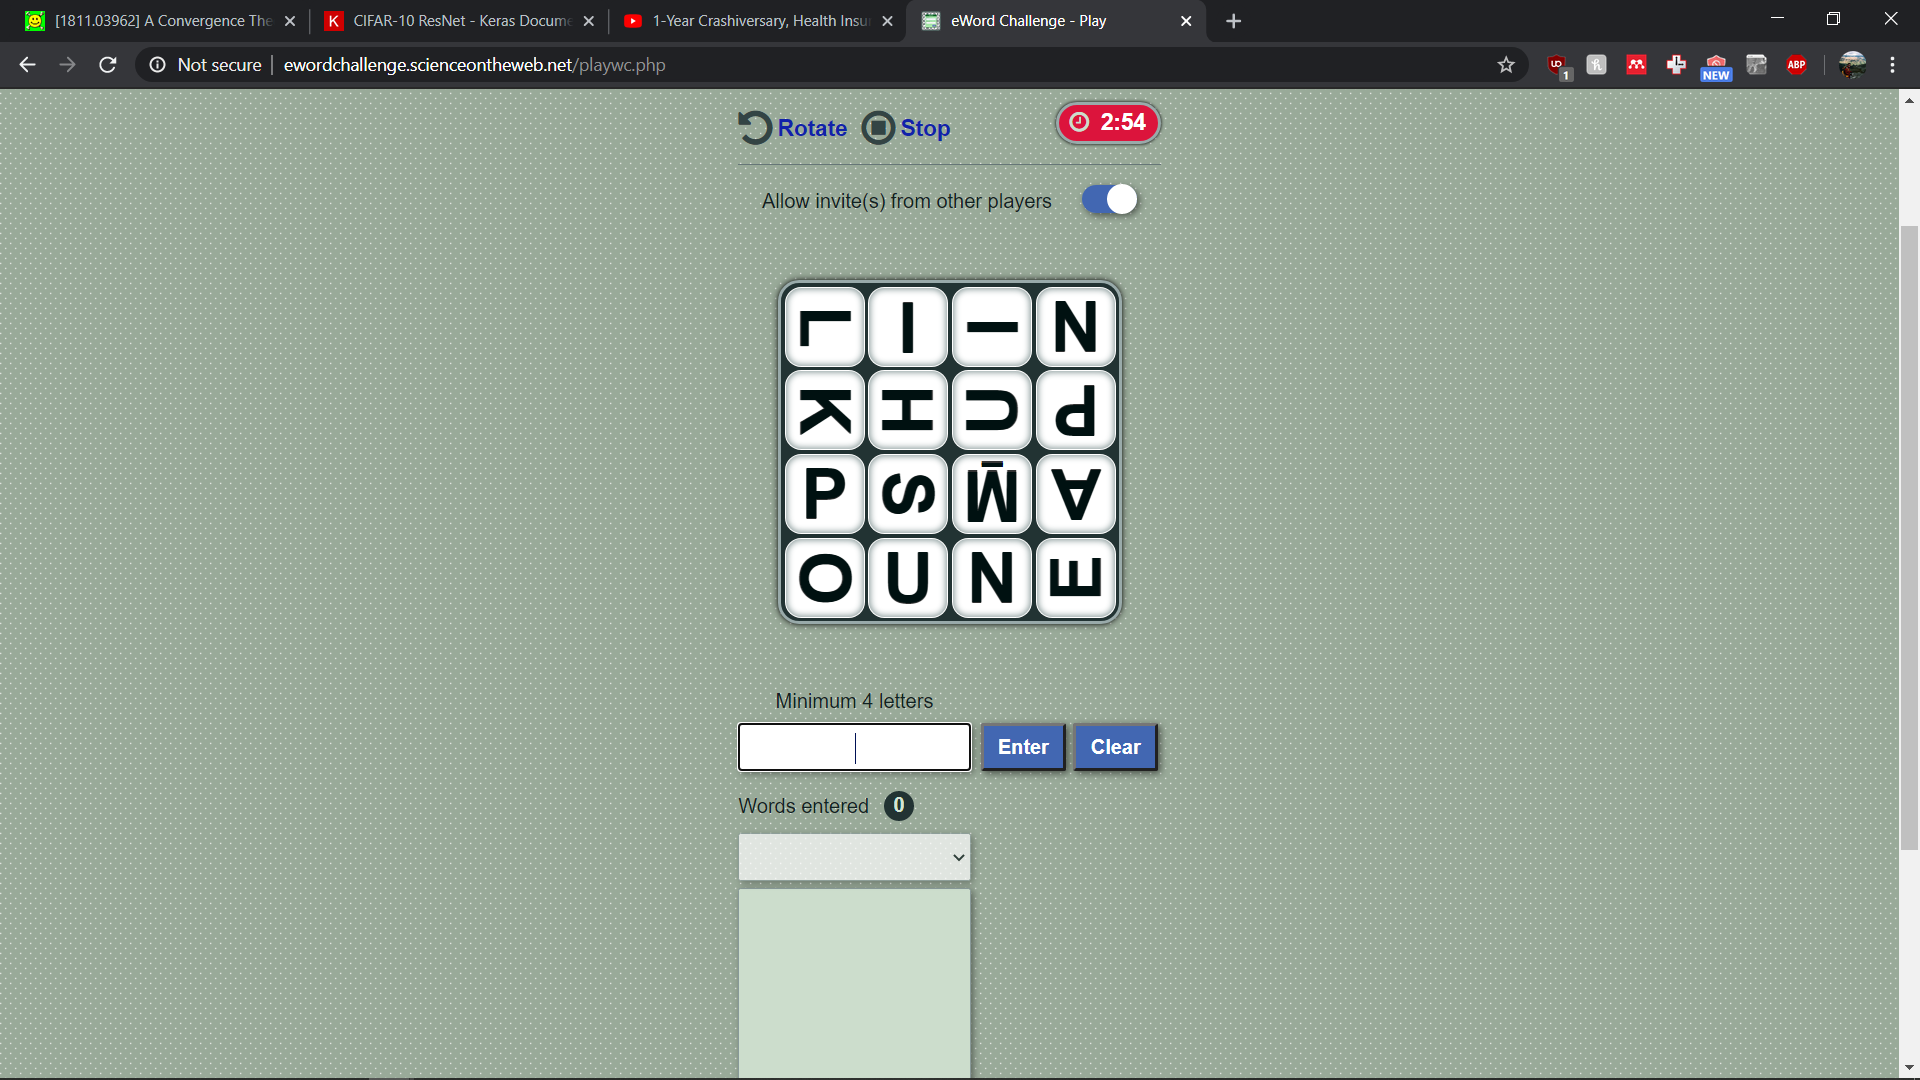 [1811.03962] A Convergence The
CIFAR-10 ResNet - Keras Docume
1-Year Crashiversary, Health Insu
eWord Challenge - Play
Not secure
ewordchallenge.scienceontheweb.net/playwc.php
1
NEW
ABP
Rotate
Stop
2:54
Allow invite(s) from other players
L I I N
K H U P
P S M A
O U N E
Minimum 4 letters
Enter
Clear
Words entered 0